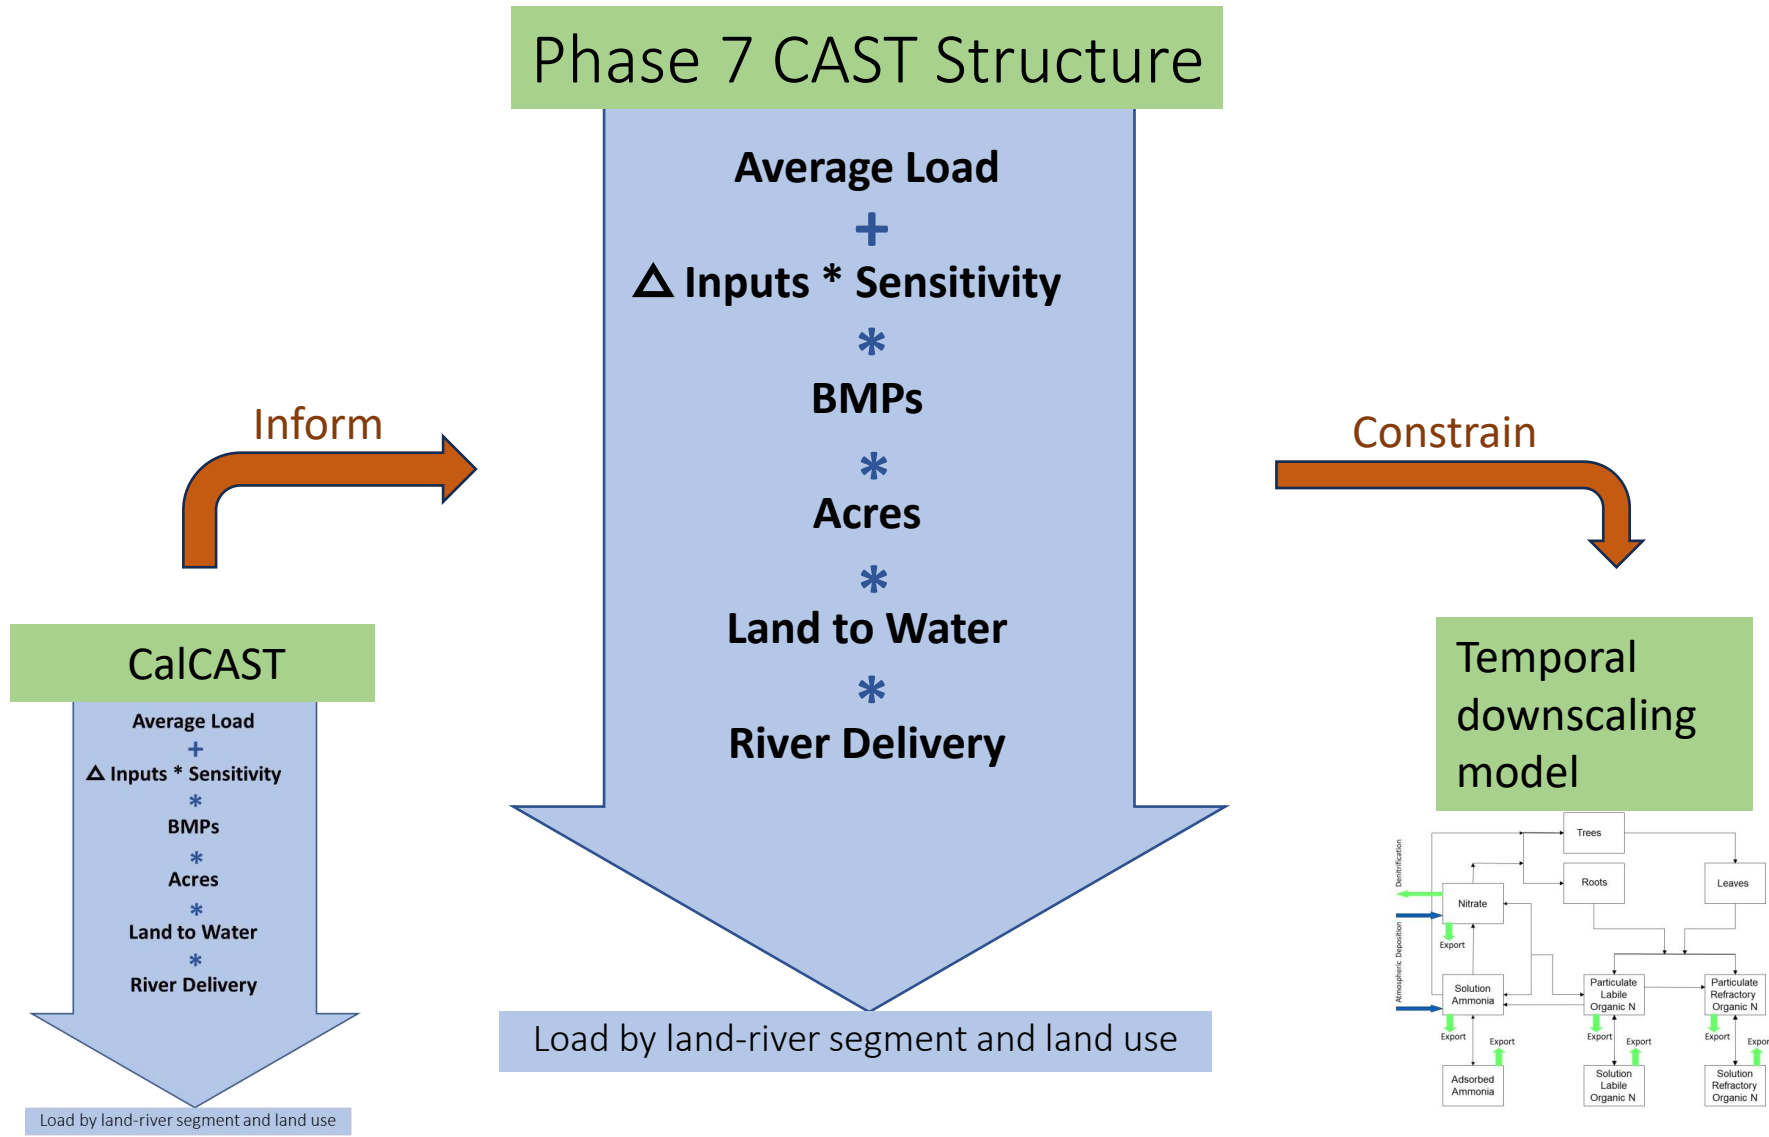 Phase 7 CAST Structure
Average Load
+
Δ Inputs * Sensitivity
*
BMPs
*
Acres
*
Land to Water
*
River Delivery
Load by land-river segment and land use
Inform
Constrain
CalCAST
Average Load
+
Δ Inputs * Sensitivity
*
BMPs
*
Acres
*
Land to Water
*
River Delivery
Load by land-river segment and land use
Temporal
downscaling
model
Trees
Denitrification
Roots
Leaves
Nitrate
Export
Atmospheric Deposition
Solution
Ammonia
Particulate
Labile
Organic N
Particulate
Refractory
Organic N
Export
Export
Export
Export
Export
Export
Adsorbed
Ammonia
Solution
Labile
Organic N
Solution
Refractory
Organic N